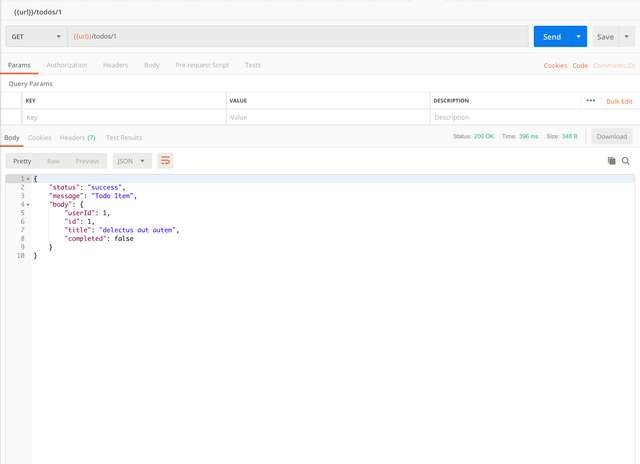 {{url}}/todos/1
GET {{url}}/todos/1 Send Save
Params Authorization Headers Body Pre-request Script Tests Cookies Code Comments (0)
Query Params
KEY VALUE DESCRIPTION ••• Bulk Edit
Key Value Description
Body Cookies Headers (7) Test Results Status: 200 OK Time: 396 ms Size: 348 B Download
Pretty Raw Preview JSON
1 {
2 "status": "success",
3 "message": "Todo Item",
4 "body": {
5 "userId": 1,
6 "id": 1,
7 "title": "delectus aut autem",
8 "completed": false
9 }
10 }